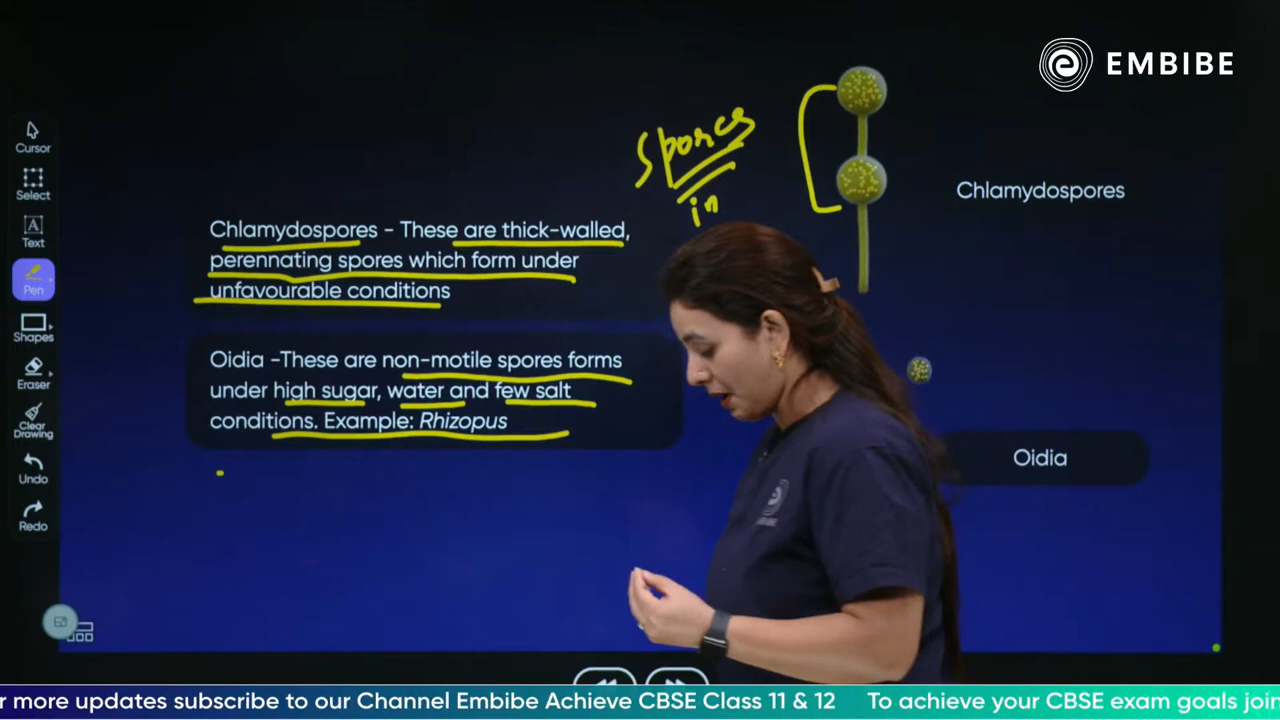 EMBIBE
Cursor
Select
Text
Pen
Shapes
Eraser
Clear
Drawing
Undo
Redo
Spores
in
Chlamydospores
Chlamydospores - These are thick-walled,
perennating spores which form under
unfavourable conditions
Oidia -These are non-motile spores forms
under high sugar, water and few salt
conditions. Example: Rhizopus
Oidia
r more updates subscribe to our Channel Embibe Achieve CBSE Class 11 & 12 To achieve your CBSE exam goals join